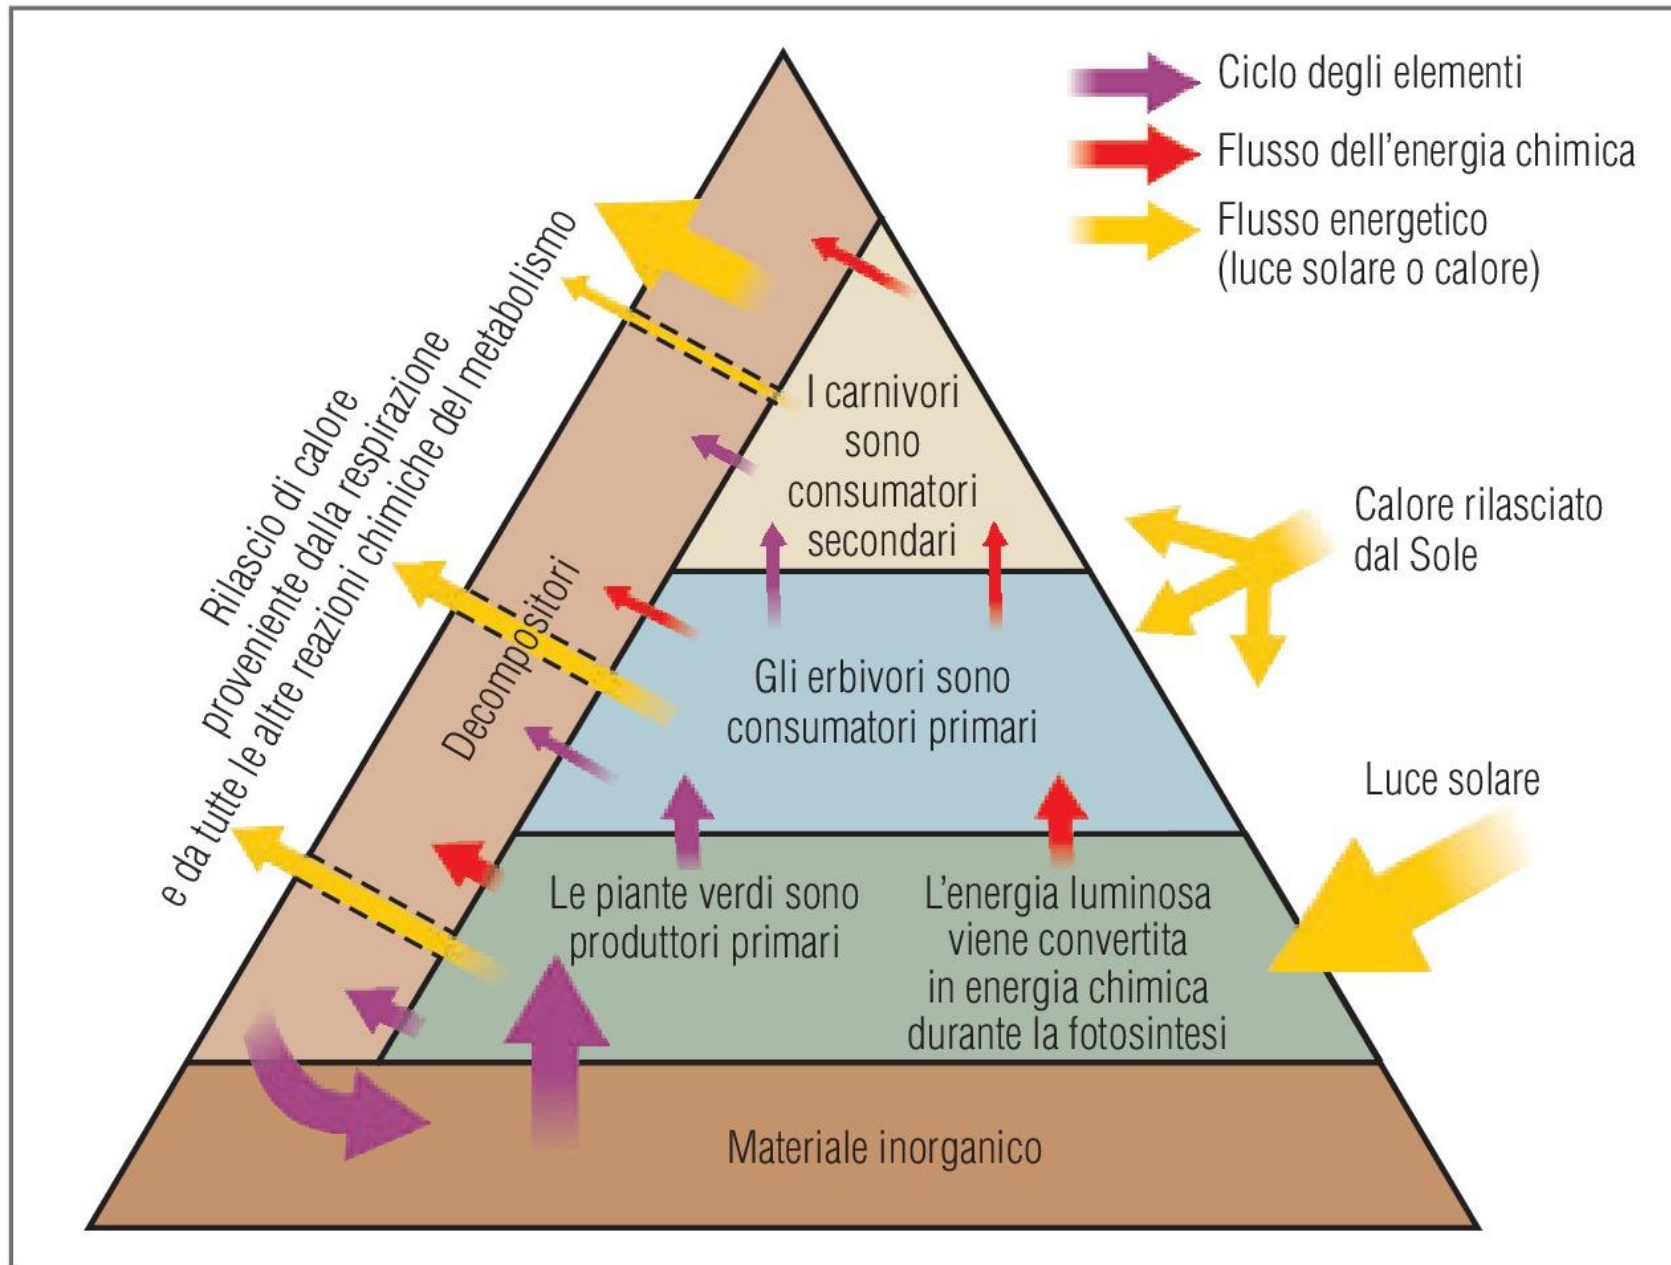 Ciclo degli elementi
Flusso dell'energia chimica
Flusso energetico
(luce solare o calore)
Rilascio di calore
proveniente dalla respirazione
e da tutte le altre reazioni chimiche del metabolismo
Decompositori
I carnivori
sono
consumatori
secondari
Calore rilasciato
dal Sole
Gli erbivori sono
consumatori primari
Luce solare
Le piante verdi sono
produttori primari
L'energia luminosa
viene convertita
in energia chimica
durante la fotosintesi
Materiale inorganico